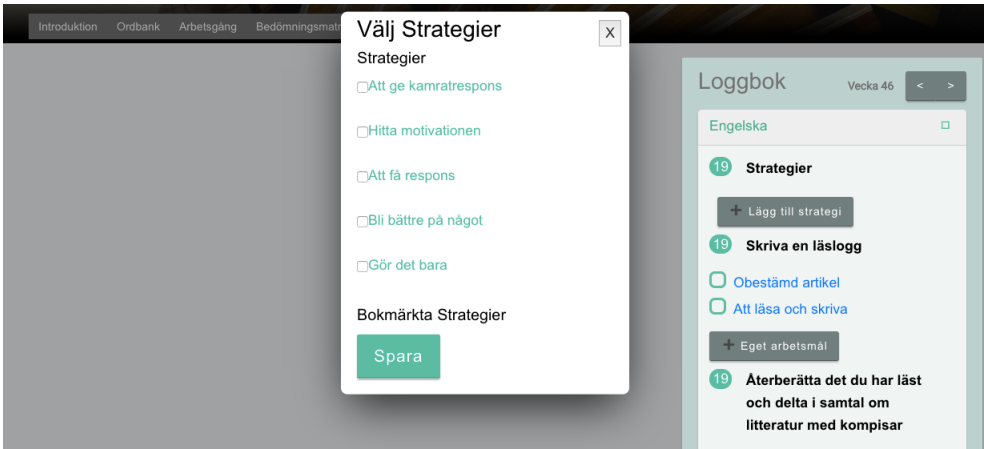 Introduktion Ordbank Arbetsgång Bedömningsmatr
Välj Strategier
X
Strategier
Att ge kamratrespons
Hitta motivationen
Att få respons
Bli bättre på något
Gör det bara
Bokmärkta Strategier
Spara
Loggbok Vecka 46 < >
Engelska
19 Strategier
+ Lägg till strategi
19 Skriva en läslogg
Obestämd artikel
Att läsa och skriva
+ Eget arbetsmål
19 Återberätta det du har läst
och delta i samtal om
litteratur med kompisar